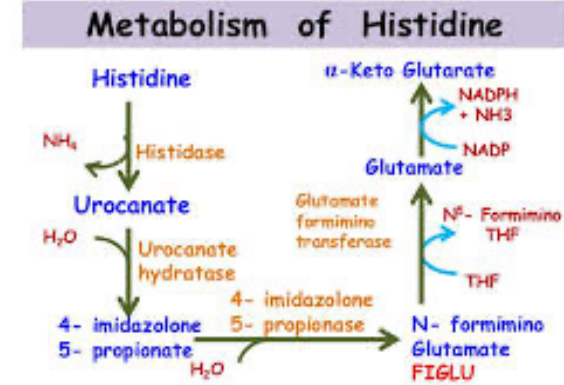 Metabolism of Histidine
Histidine
NH₄
Histidase
Urocanate
H₂O
Urocanate
hydratase
4- imidazolone
5- propionate
H₂O
4- imidazolone
5- propionase
N- formimino
Glutamate
FIGLU
Glutamate
formimino
transferase
THF
N⁵- Formimino
THF
Glutamate
NADP
NADPH
+ NH3
α-Keto Glutarate